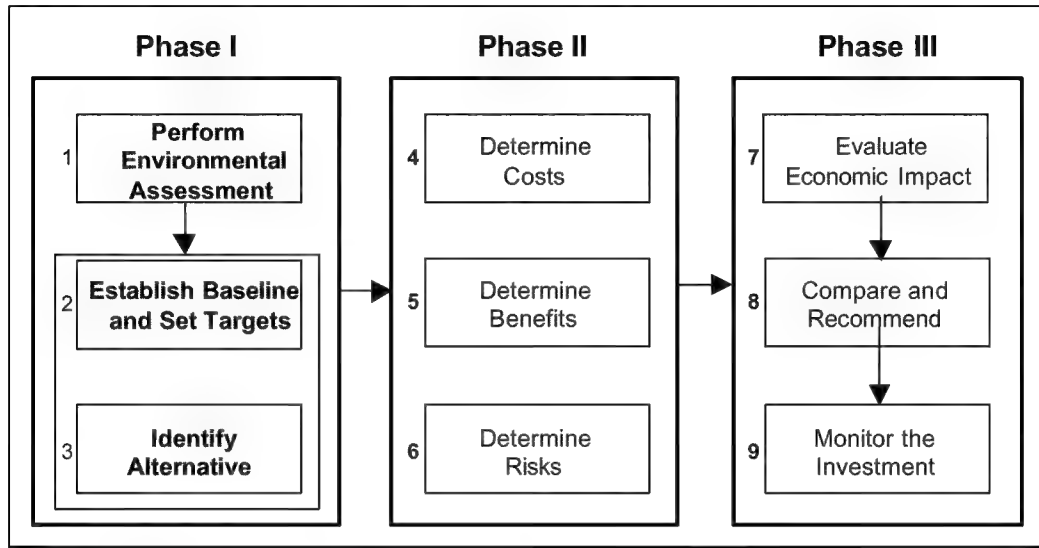 Phase I
1
Perform
Environmental
Assessment
2
Establish Baseline
and Set Targets
3
Identify
Alternative
Phase II
4
Determine
Costs
5
Determine
Benefits
6
Determine
Risks
Phase III
7
Evaluate
Economic Impact
8
Compare and
Recommend
9
Monitor the
Investment